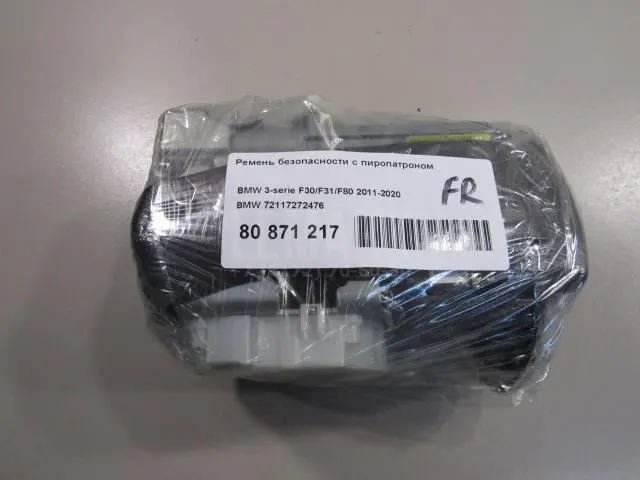 Ремень безопасности с пиропатроном
BMW 3-serie F30/F31/F80 2011-2020
FR
BMW 72117272476
80 871 217